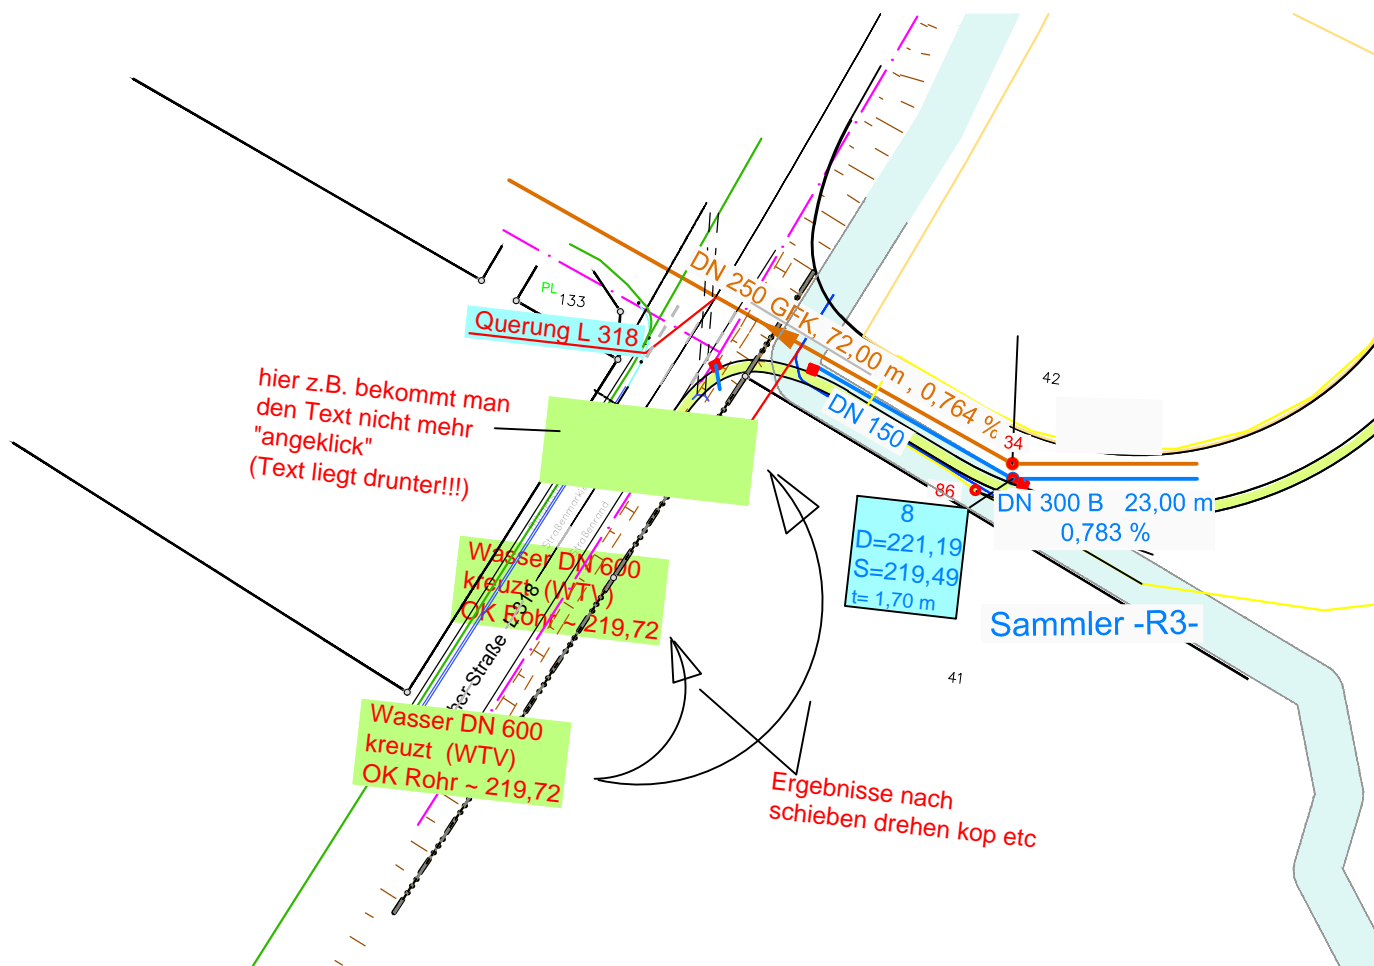 DN 250 GFK, 72,00 m , 0,764 %
PL
133
Querung L 318
hier z.B. bekommt man
den Text nicht mehr
"angeklick"
(Text liegt drunter!!!)
42
DN 150
34
86
DN 300 B 23,00 m
0,783 %
8
D=221,19
S=219,49
t= 1,70 m
Sammler -R3-
41
Straßenrand
Wasser DN 600
kreuzt (WTV)
OK Rohr ~ 219,72
Straße L318
Wasser DN 600
kreuzt (WTV)
OK Rohr ~ 219,72
Ergebnisse nach
schieben drehen kop etc